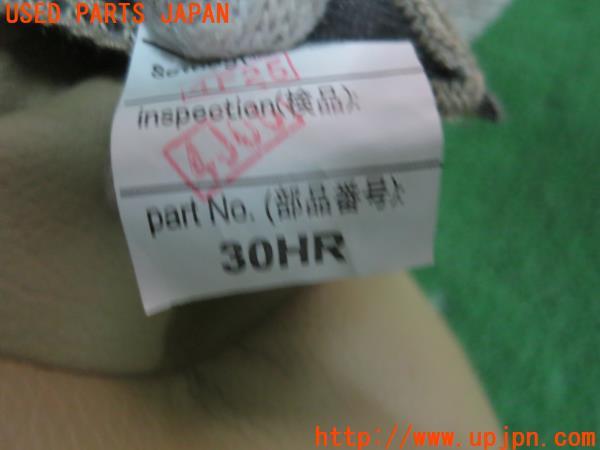 USED PARTS JAPAN
inspection(検品):
part No. (部品番号):
30HR
http://www.upjpn.com/